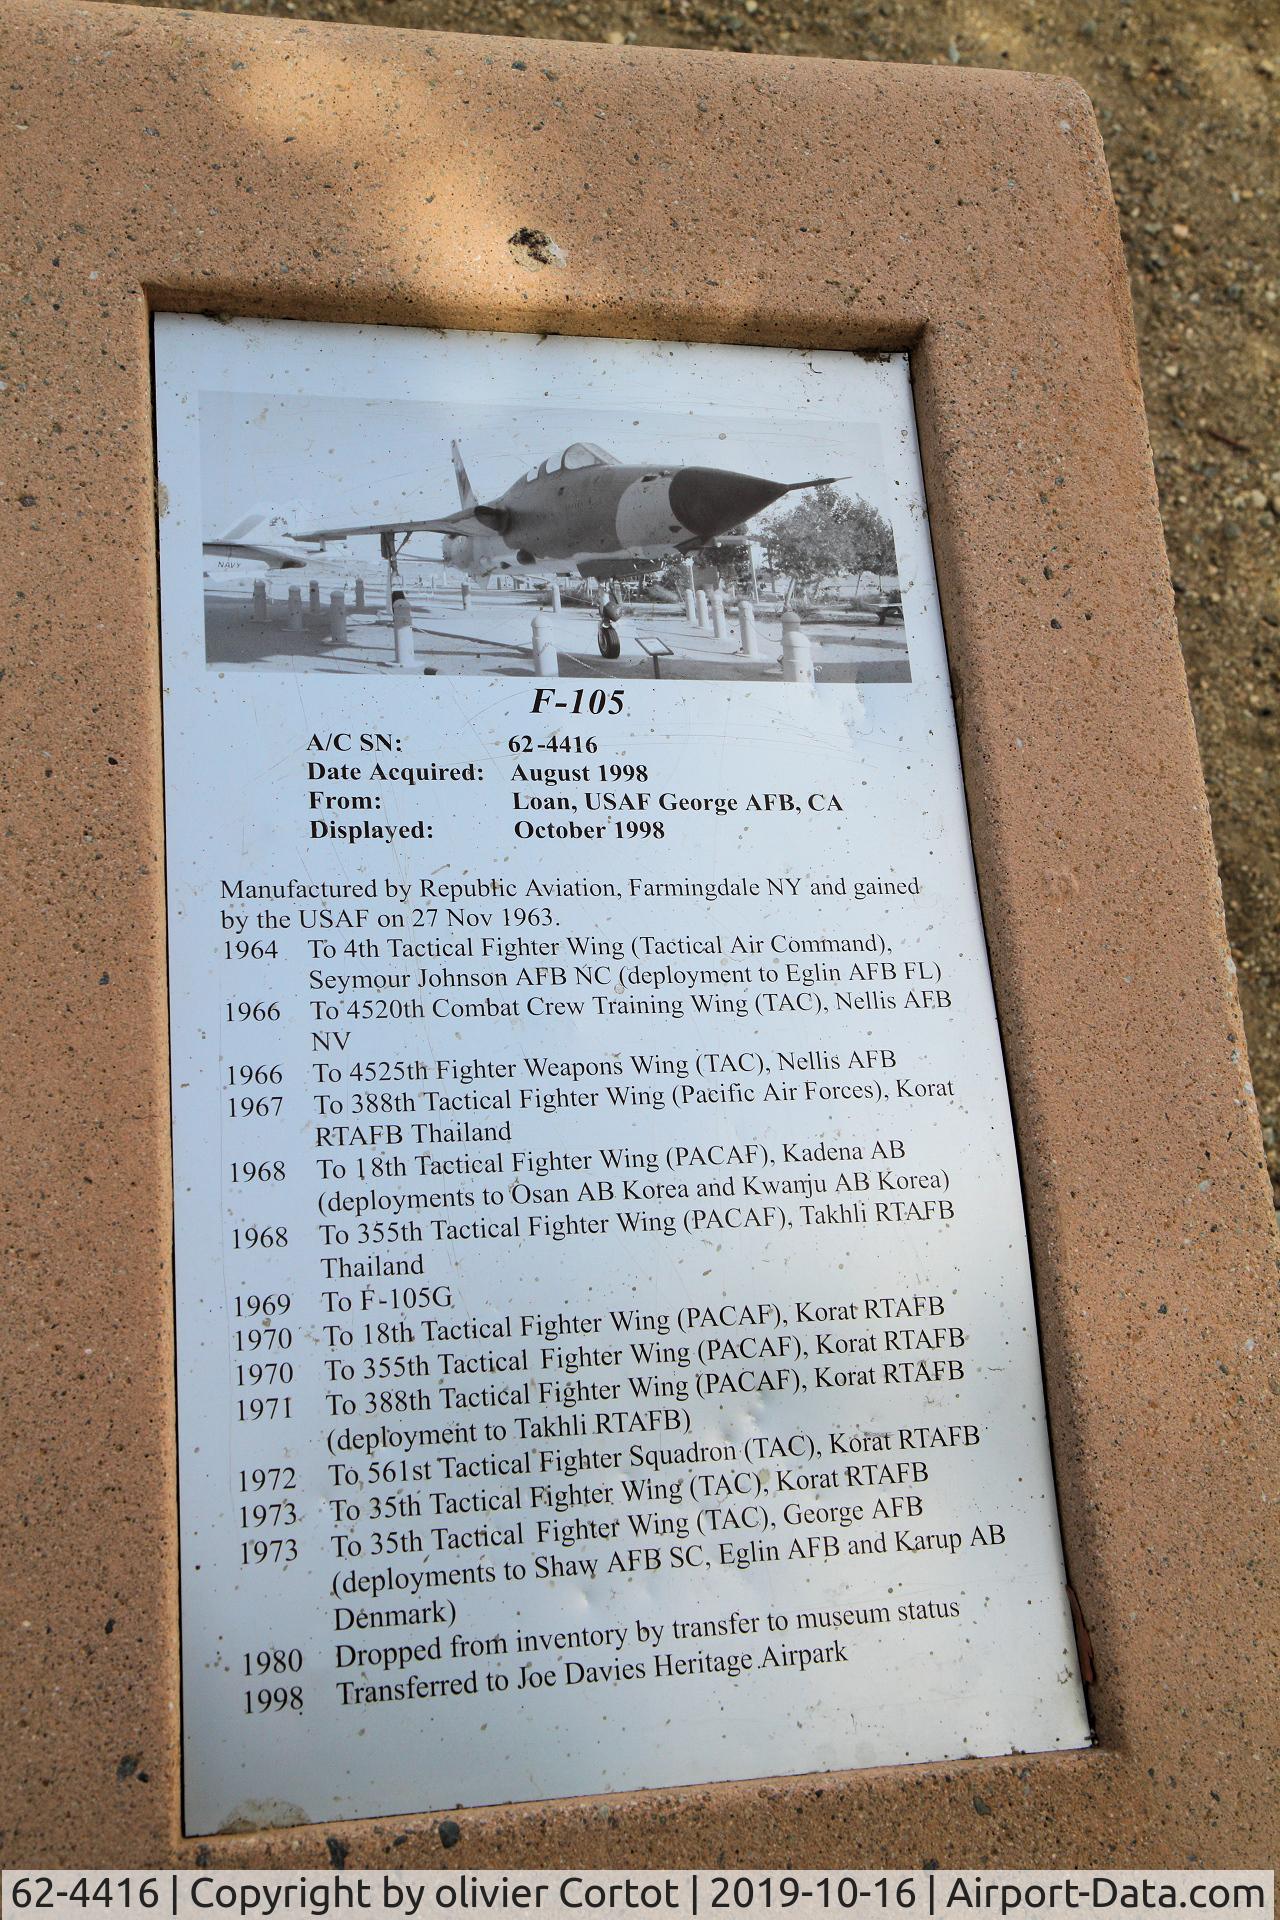 NAVY
F-105
A/C SN: 62-4416
Date Acquired: August 1998
From: Loan, USAF George AFB, CA
Displayed: October 1998
Manufactured by Republic Aviation, Farmingdale NY and gained
by the USAF on 27 Nov 1963.
1964 To 4th Tactical Fighter Wing (Tactical Air Command),
Seymour Johnson AFB NC (deployment to Eglin AFB FL)
1966 To 4520th Combat Crew Training Wing (TAC), Nellis AFB
NV
1966 To 4525th Fighter Weapons Wing (TAC), Nellis AFB
1967 To 388th Tactical Fighter Wing (Pacific Air Forces), Korat
RTAFB Thailand
1968 To 18th Tactical Fighter Wing (PACAF), Kadena AB
(deployments to Osan AB Korea and Kwanju AB Korea)
1968 To 355th Tactical Fighter Wing (PACAF), Takhli RTAFB
Thailand
1969 To F-105G
1970 To 18th Tactical Fighter Wing (PACAF), Korat RTAFB
1970 To 355th Tactical Fighter Wing (PACAF), Korat RTAFB
1971 To 388th Tactical Fighter Wing (PACAF), Korat RTAFB
(deployment to Takhli RTAFB)
1972 To 561st Tactical Fighter Squadron (TAC), Korat RTAFB
1973 To 35th Tactical Fighter Wing (TAC), Korat RTAFB
1973 To 35th Tactical Fighter Wing (TAC), George AFB
(deployments to Shaw AFB SC, Eglin AFB and Karup AB
Denmark)
1980 Dropped from inventory by transfer to museum status
1998 Transferred to Joe Davies Heritage Airpark
62-4416 | Copyright by olivier Cortot | 2019-10-16 | Airport-Data.com